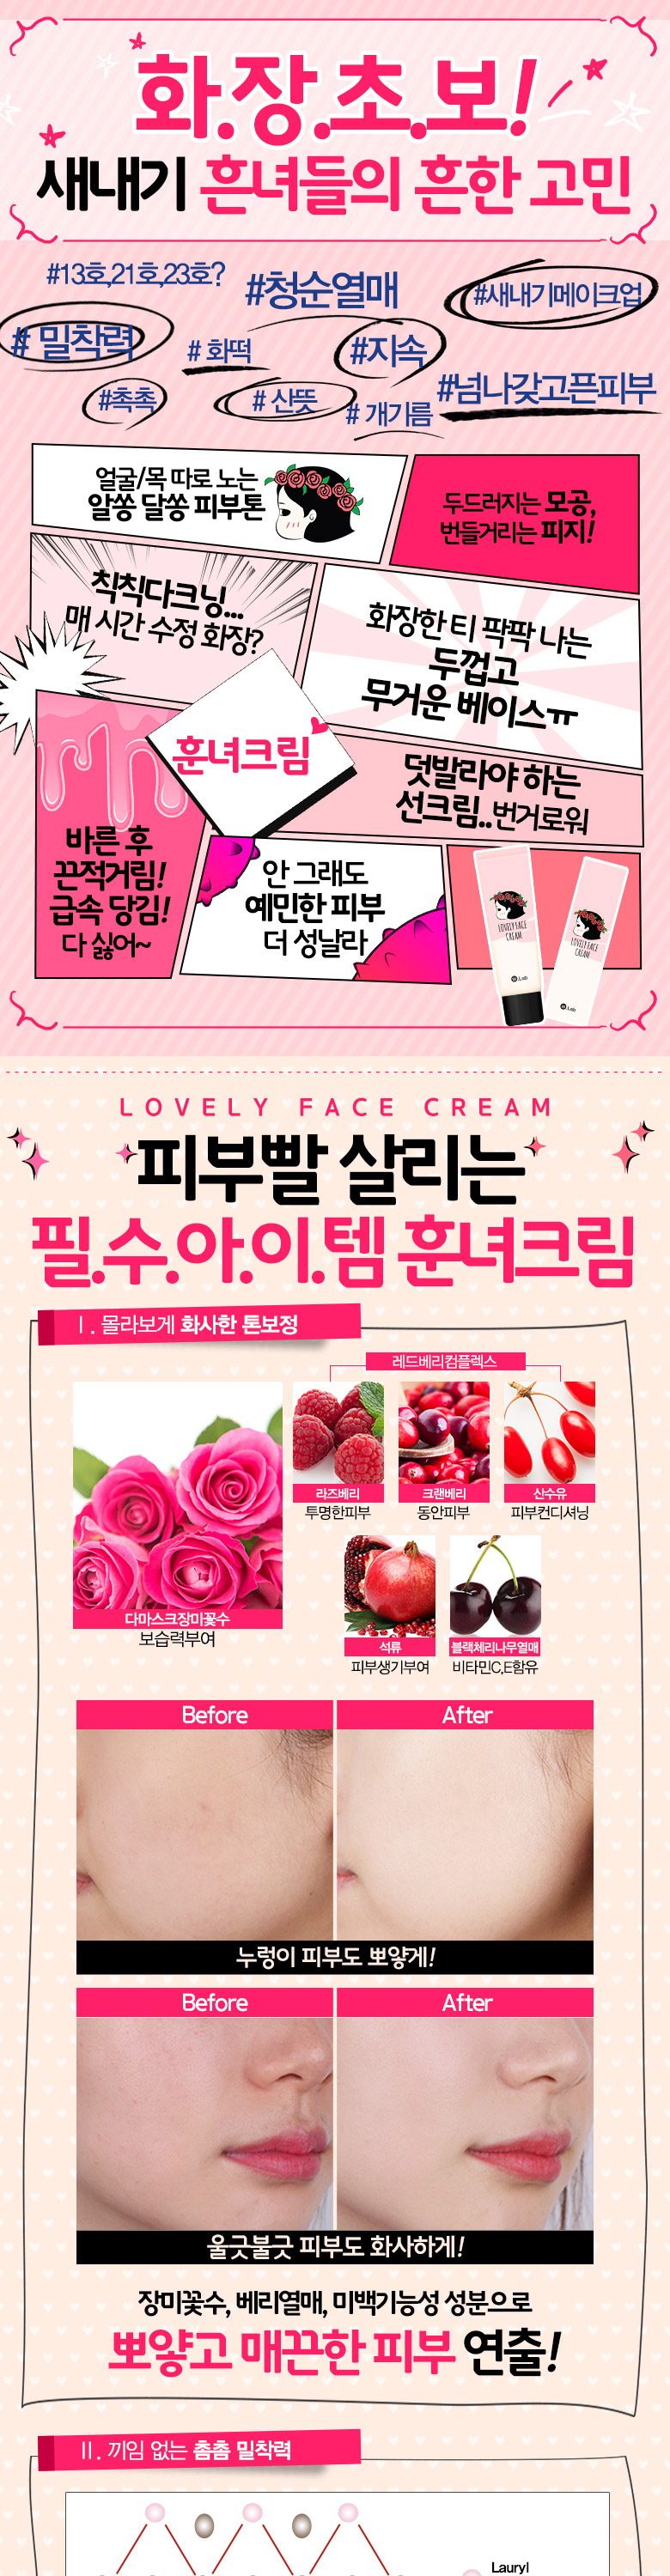 화.장.초.보!
새내기 흔녀들의 흔한 고민
#13호,21호,23호?
#청순열매
#새내기메이크업
# 밀착력
# 화떡
#지속
#넘나갖고픈피부
#촉촉
# 산뜻
# 개기름
얼굴/목 따로 노는
알쏭 달쏭 피부톤
두드러지는 모공,
번들거리는 피지!
칙칙다크닝...
매 시간 수정 화장?
화장한 티 팍팍 나는
두껍고
무거운 베이스ㅠ
훈녀크림
덧발라야 하는
선크림..번거로워
바른 후
끈적거림!
급속 당김!
다 싫어~
안 그래도
예민한 피부
더 성날라
LOVELY FACE
CREAM
W.Lab
LOVELY FACE
CREAM
W.Lab
LOVELY FACE CREAM
피부빨 살리는
필.수.아.이.템 훈녀크림
Ⅰ. 몰라보게 화사한 톤보정
레드베리컴플렉스
라즈베리
투명한피부
크랜베리
동안피부
산수유
피부컨디셔닝
다마스크장미꽃수
보습력부여
석류
피부생기부여
블랙체리나무열매
비타민C,E함유
Before
After
누렁이 피부도 뽀얗게!
Before
After
울긋불긋 피부도 화사하게!
장미꽃수, 베리열매, 미백기능성 성분으로
뽀얗고 매끈한 피부 연출!
Ⅱ. 끼임 없는 촘촘 밀착력
Lauryl